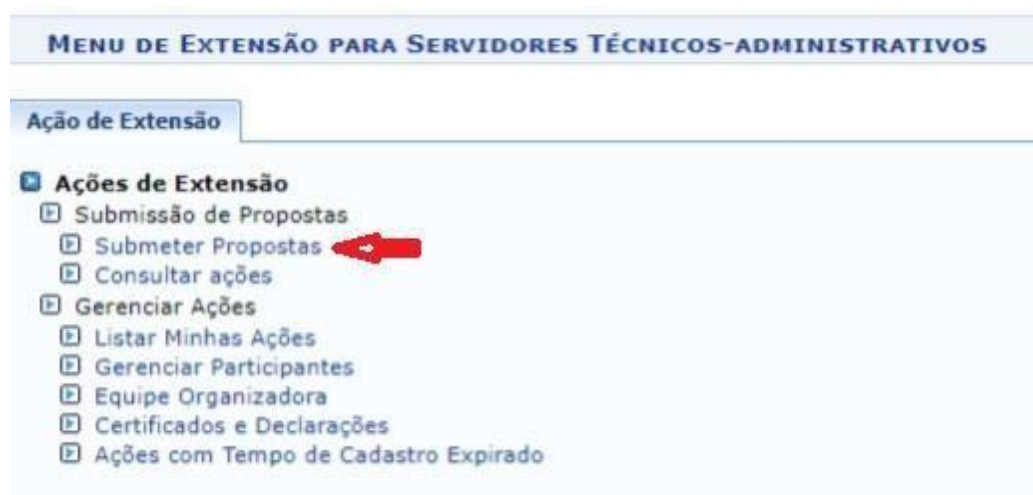 MENU DE EXTENSÃO PARA SERVIDORES TÉCNICOS-ADMINISTRATIVOS
Ação de Extensão
Ações de Extensão
Submissão de Propostas
Submeter Propostas
Consultar ações
Gerenciar Ações
Listar Minhas Ações
Gerenciar Participantes
Equipe Organizadora
Certificados e Declarações
Ações com Tempo de Cadastro Expirado